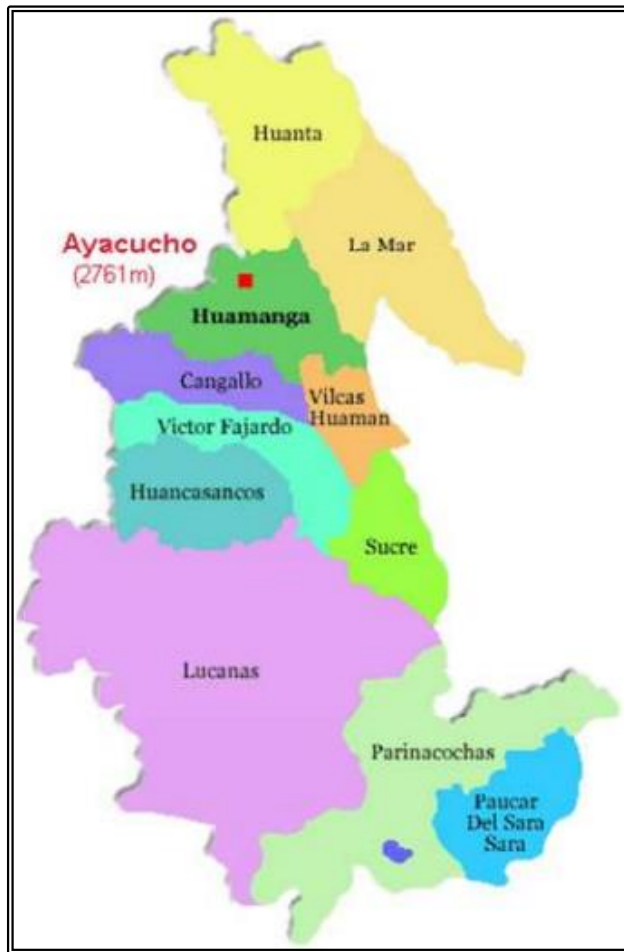 Huanta
La Mar
Ayacucho
(2761m)
Huamanga
Cangallo
Vilcas
Huaman
Victor Fajardo
Huancasancos
Sucre
Lucanas
Parinacochas
Paucar
Del Sara
Sara